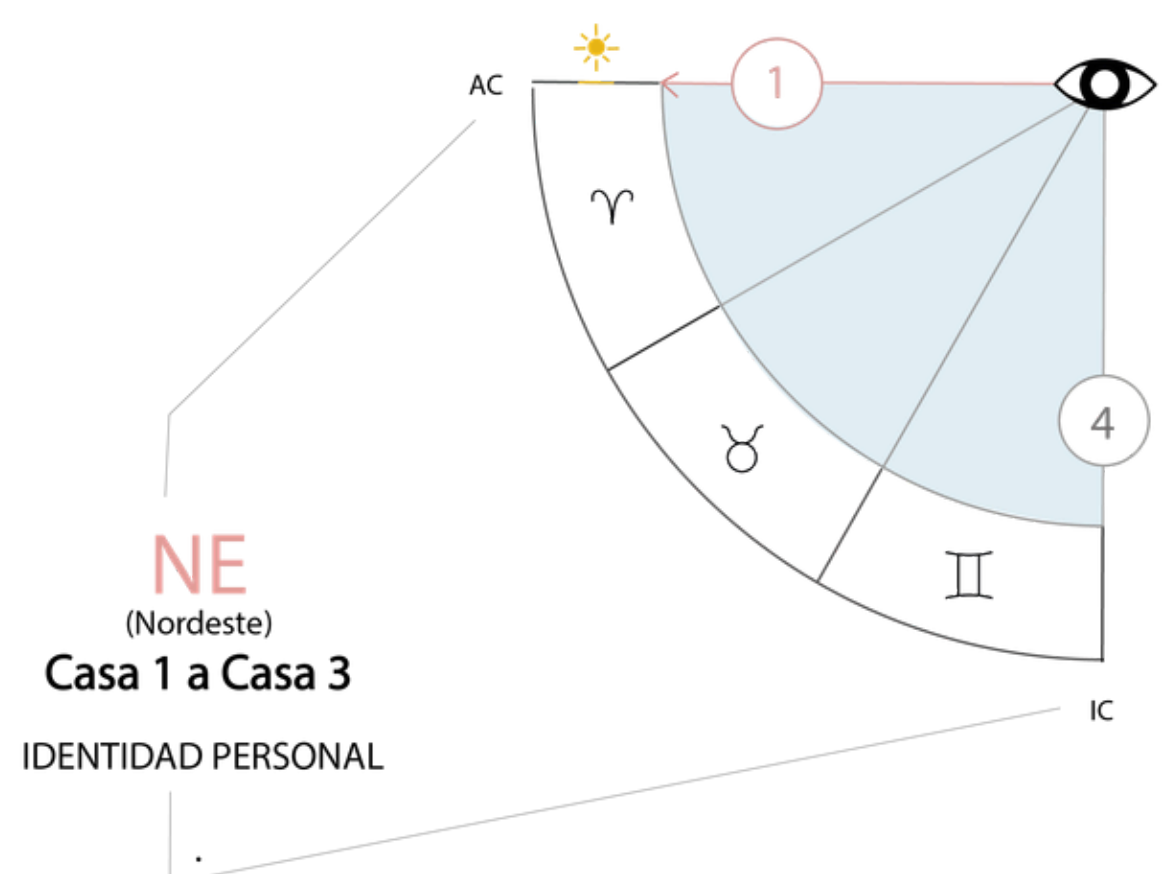 AC
1
♈
♉
4
♊
NE
(Nordeste)
Casa 1 a Casa 3
IC
IDENTIDAD PERSONAL
.